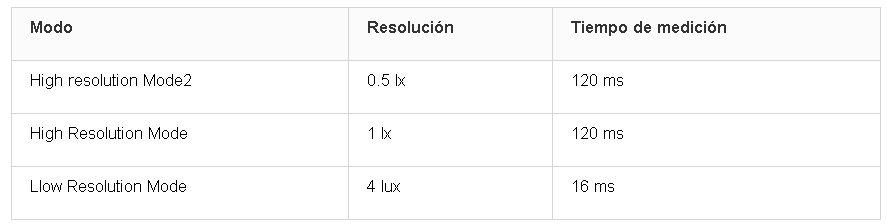 Modo Resolución Tiempo de medición
High resolution Mode2 0.5 lx 120 ms
High Resolution Mode 1 lx 120 ms
Llow Resolution Mode 4 lux 16 ms